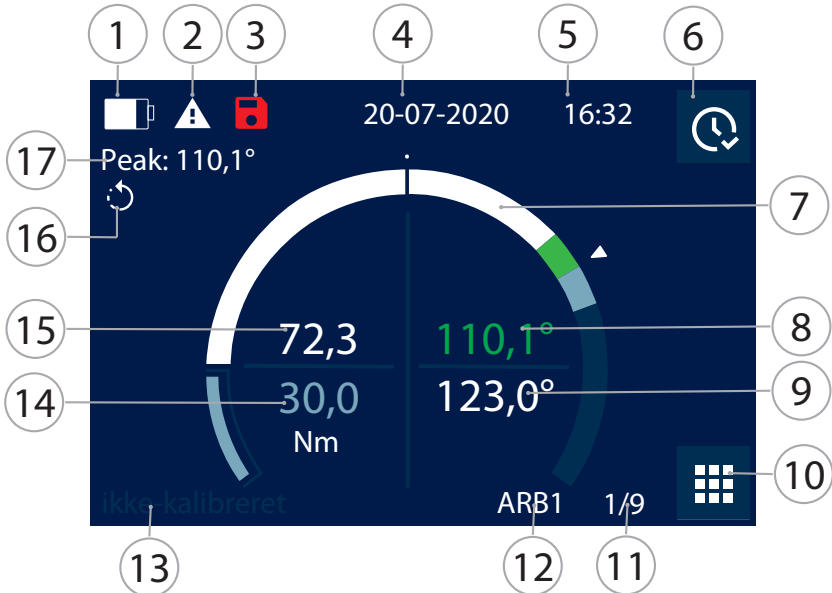 1 2 3 4 5 6
20-07-2020 16:32
17 Peak: 110,1°
16 7
15 72,3 110,1° 8
14 30,0 123,0° 9
Nm
10
ikke-kalibreret ARB1 1/9
13 12 11